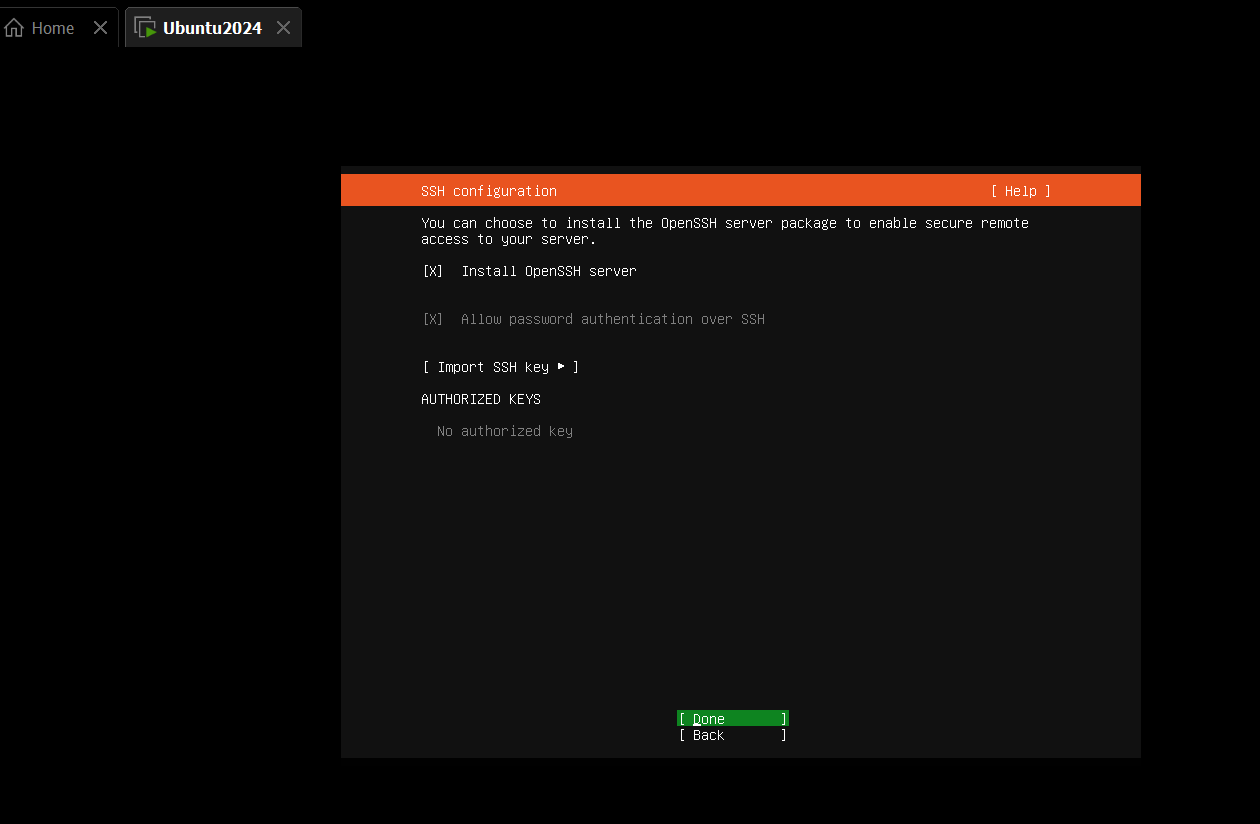 Home
Ubuntu2024
SSH configuration [ Help ]
You can choose to install the OpenSSH server package to enable secure remote
access to your server.
[X] Install OpenSSH server
[X] Allow password authentication over SSH
[ Import SSH key ▸ ]
AUTHORIZED KEYS
No authorized key
[ Done ]
[ Back ]